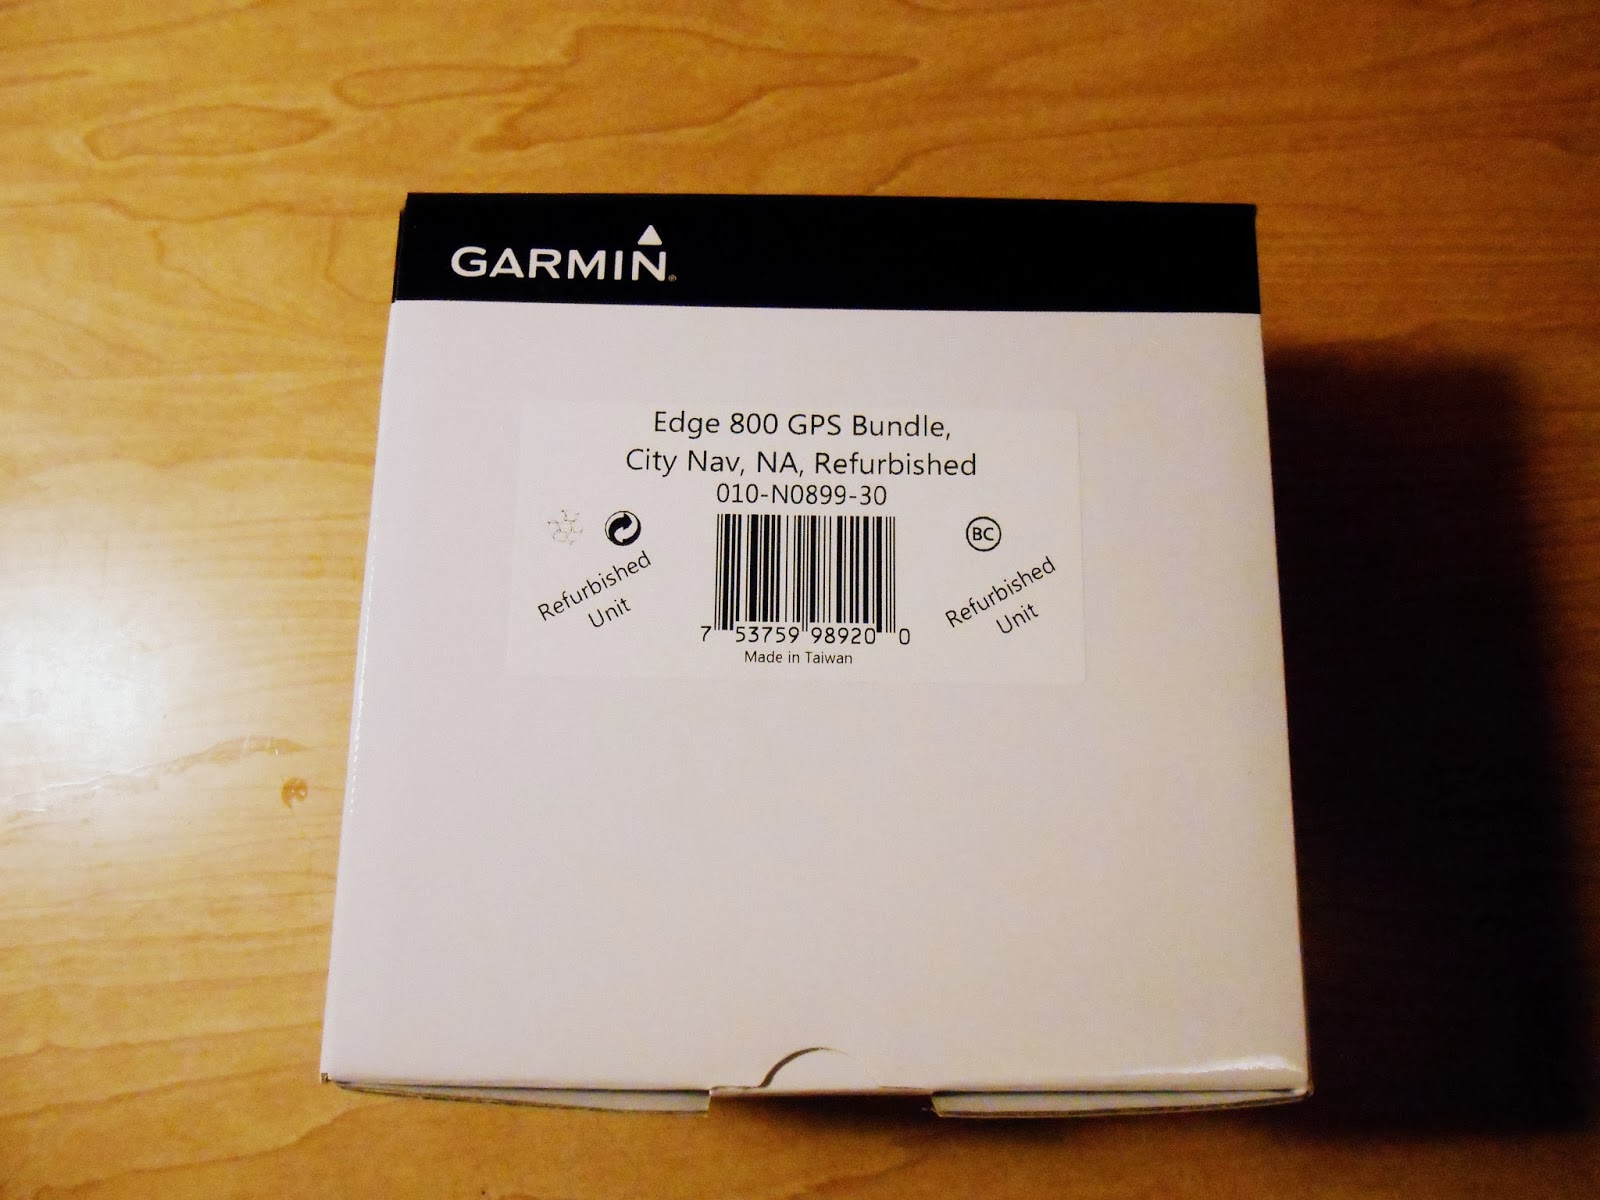 GARMIN
Edge 800 GPS Bundle,
City Nav, NA, Refurbished
010-N0899-30
BC
Refurbished
Unit
Refurbished
Unit
7 53759 98920 0
Made in Taiwan